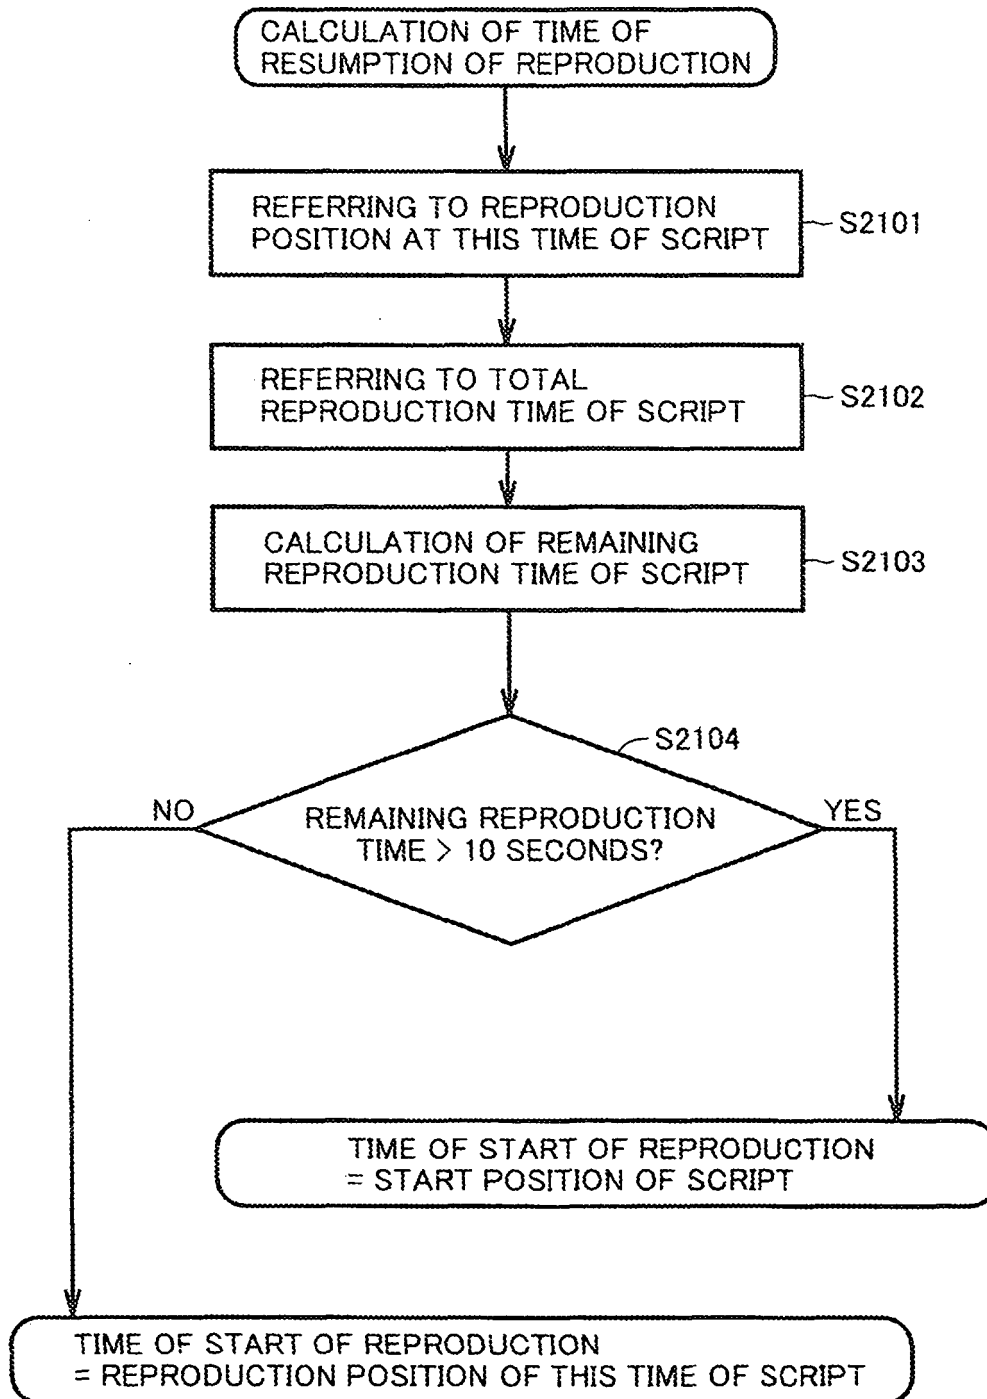 CALCULATION OF TIME OF
RESUMPTION OF REPRODUCTION
REFERRING TO REPRODUCTION
POSITION AT THIS TIME OF SCRIPT
S2101
REFERRING TO TOTAL
REPRODUCTION TIME OF SCRIPT
S2102
CALCULATION OF REMAINING
REPRODUCTION TIME OF SCRIPT
S2103
S2104
NO
YES
REMAINING REPRODUCTION
TIME > 10 SECONDS?
TIME OF START OF REPRODUCTION
= START POSITION OF SCRIPT
TIME OF START OF REPRODUCTION
= REPRODUCTION POSITION OF THIS TIME OF SCRIPT